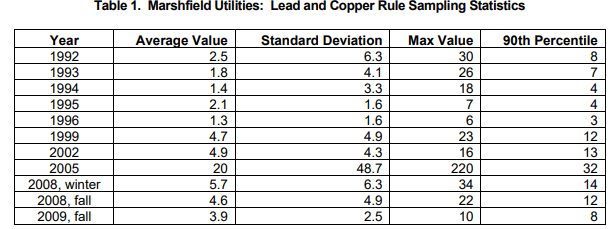 Table 1. Marshfield Utilities: Lead and Copper Rule Sampling Statistics
Year Average Value Standard Deviation Max Value 90th Percentile
1992 2.5 6.3 30 8
1993 1.8 4.1 26 7
1994 1.4 3.3 18 4
1995 2.1 1.6 7 4
1996 1.3 1.6 6 3
1999 4.7 4.9 23 12
2002 4.9 4.3 16 13
2005 20 48.7 220 32
2008, winter 5.7 6.3 34 14
2008, fall 4.6 4.9 22 12
2009, fall 3.9 2.5 10 8